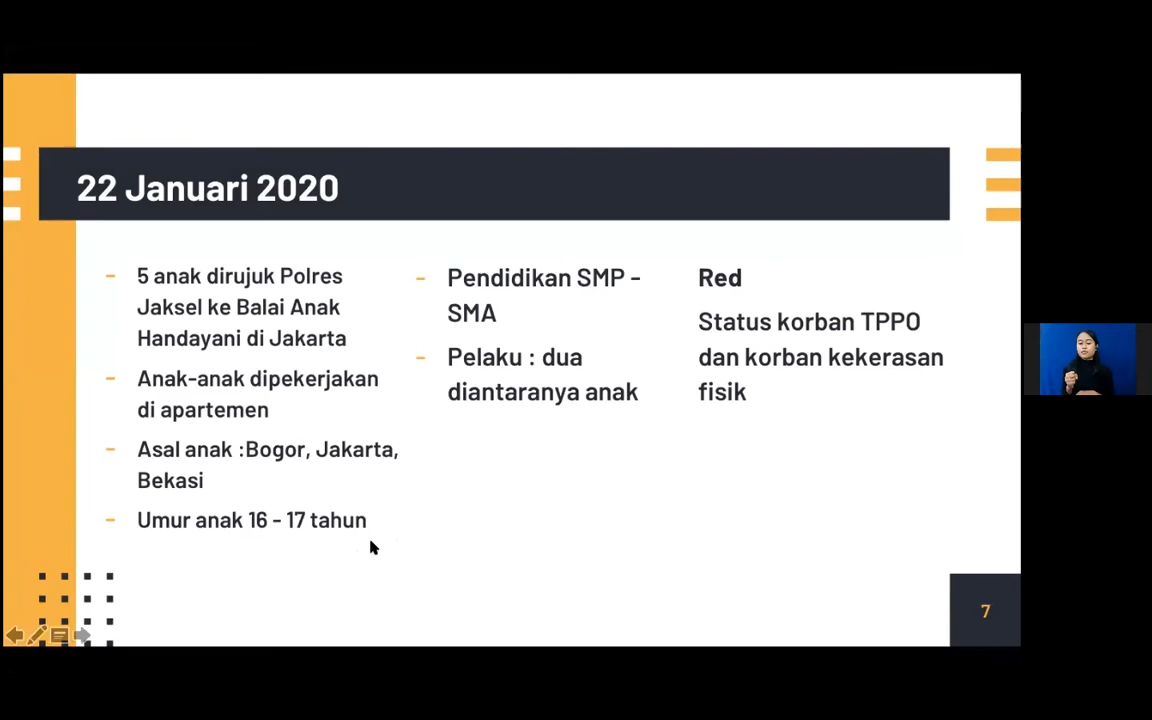 22 Januari 2020
- 5 anak dirujuk Polres
Jaksel ke Balai Anak
Handayani di Jakarta
- Anak-anak dipekerjakan
di apartemen
- Asal anak :Bogor, Jakarta,
Bekasi
- Umur anak 16 - 17 tahun
- Pendidikan SMP -
SMA
- Pelaku : dua
diantaranya anak
Red
Status korban TPPO
dan korban kekerasan
fisik
7